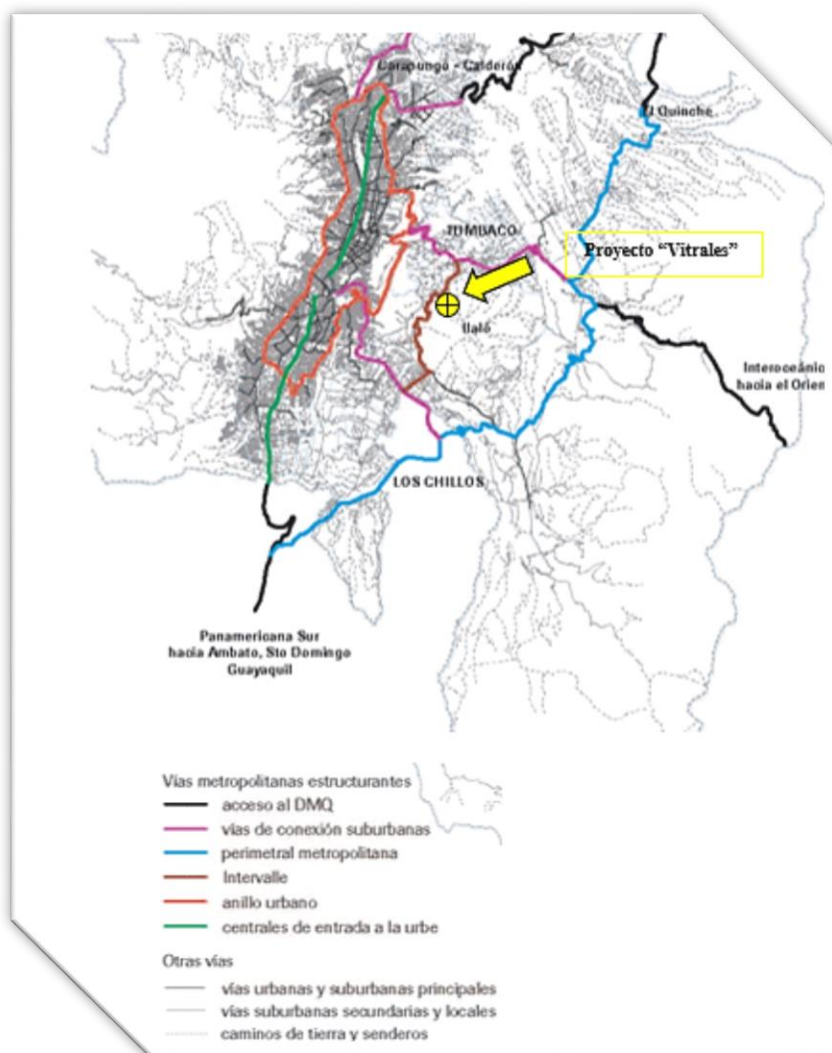 Carapungo - Calderón
El Quinche
TUMBACO
Proyecto “Vitrales”
Ilaló
Interoceánic
hacia el Orien
LOS CHILLOS
Panamericana Sur
hacia Ambato, Sto Domingo
Guayaquil
Vías metropolitanas estructurantes
acceso al DMQ
vías de conexión suburbanas
perimetral metropolitana
Intervalle
anillo urbano
centrales de entrada a la urbe
Otras vías
vías urbanas y suburbanas principales
vías suburbanas secundarias y locales
caminos de tierra y senderos